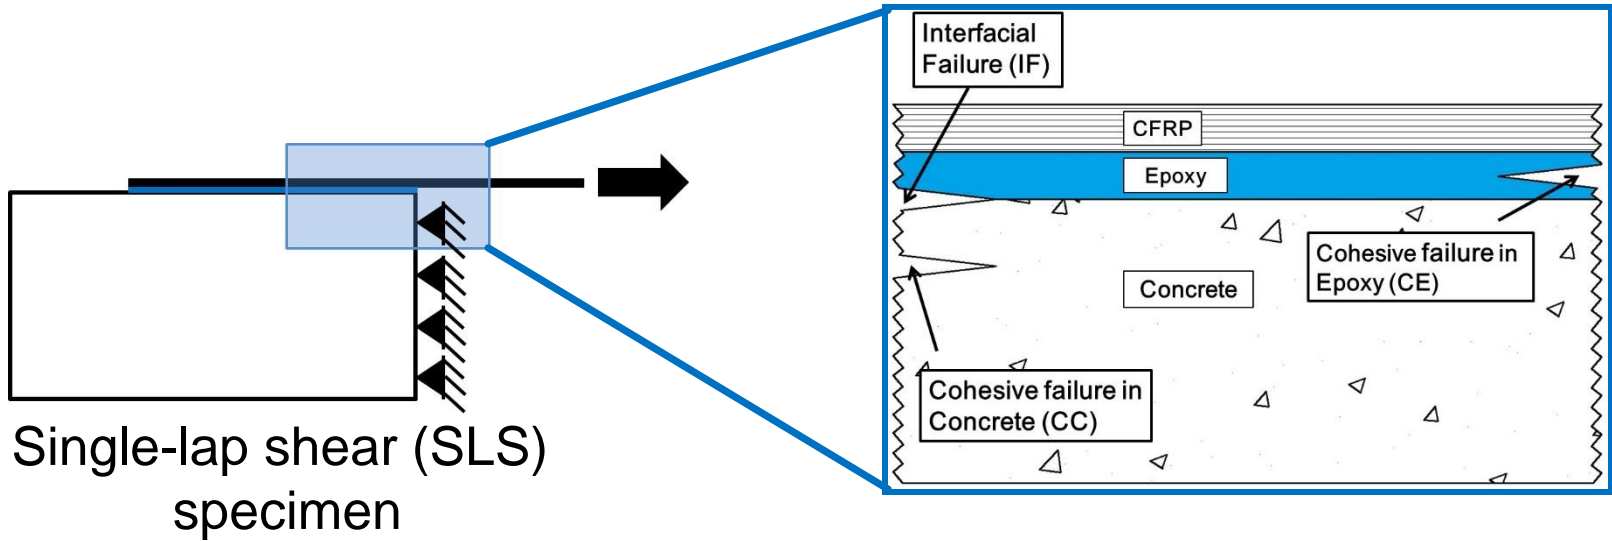 Single-lap shear (SLS)
specimen
Interfacial
Failure (IF)
CFRP
Epoxy
Cohesive failure in
Epoxy (CE)
Concrete
Cohesive failure in
Concrete (CC)